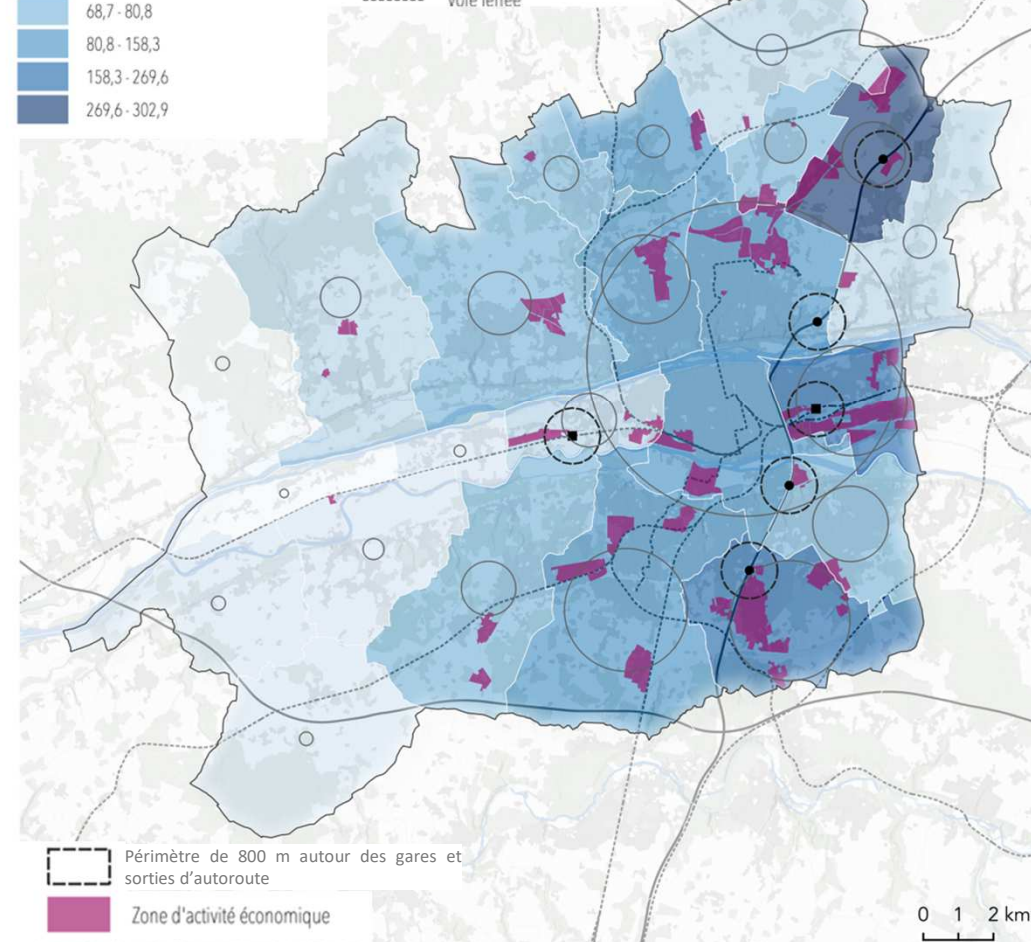 68,7 - 80,8
Voie ferrée
80,8 - 158,3
158,3 - 269,6
269,6 - 302,9
Périmètre de 800 m autour des gares et
sorties d'autoroute
Zone d'activité économique
0 1 2 km